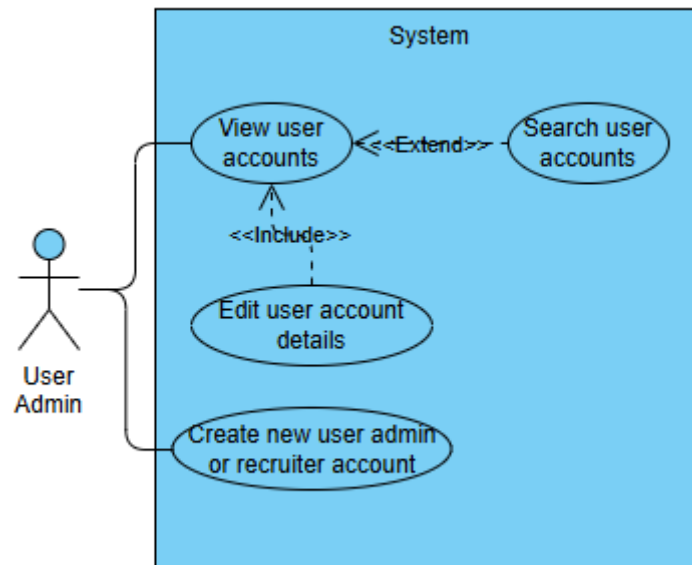 System
View user
accounts
<<Extend>>
Search user
accounts
<<Include>>
Edit user account
details
User
Admin
Create new user admin
or recruiter account